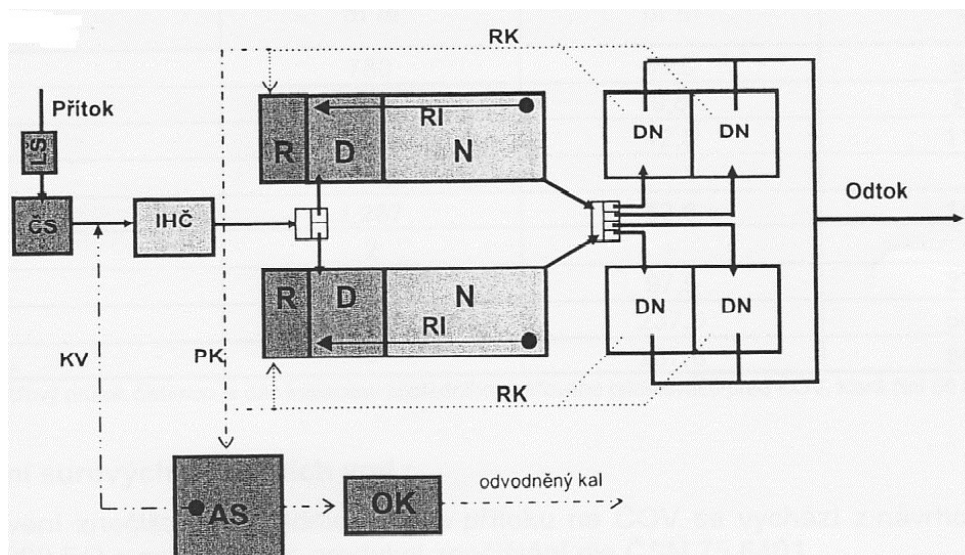 RK
Přítok
LS
ČS
IHČ
R
D
N
RI
R
D
N
RI
DN
DN
DN
DN
Odtok
KV
PK
RK
AS
OK
odvodněný kal